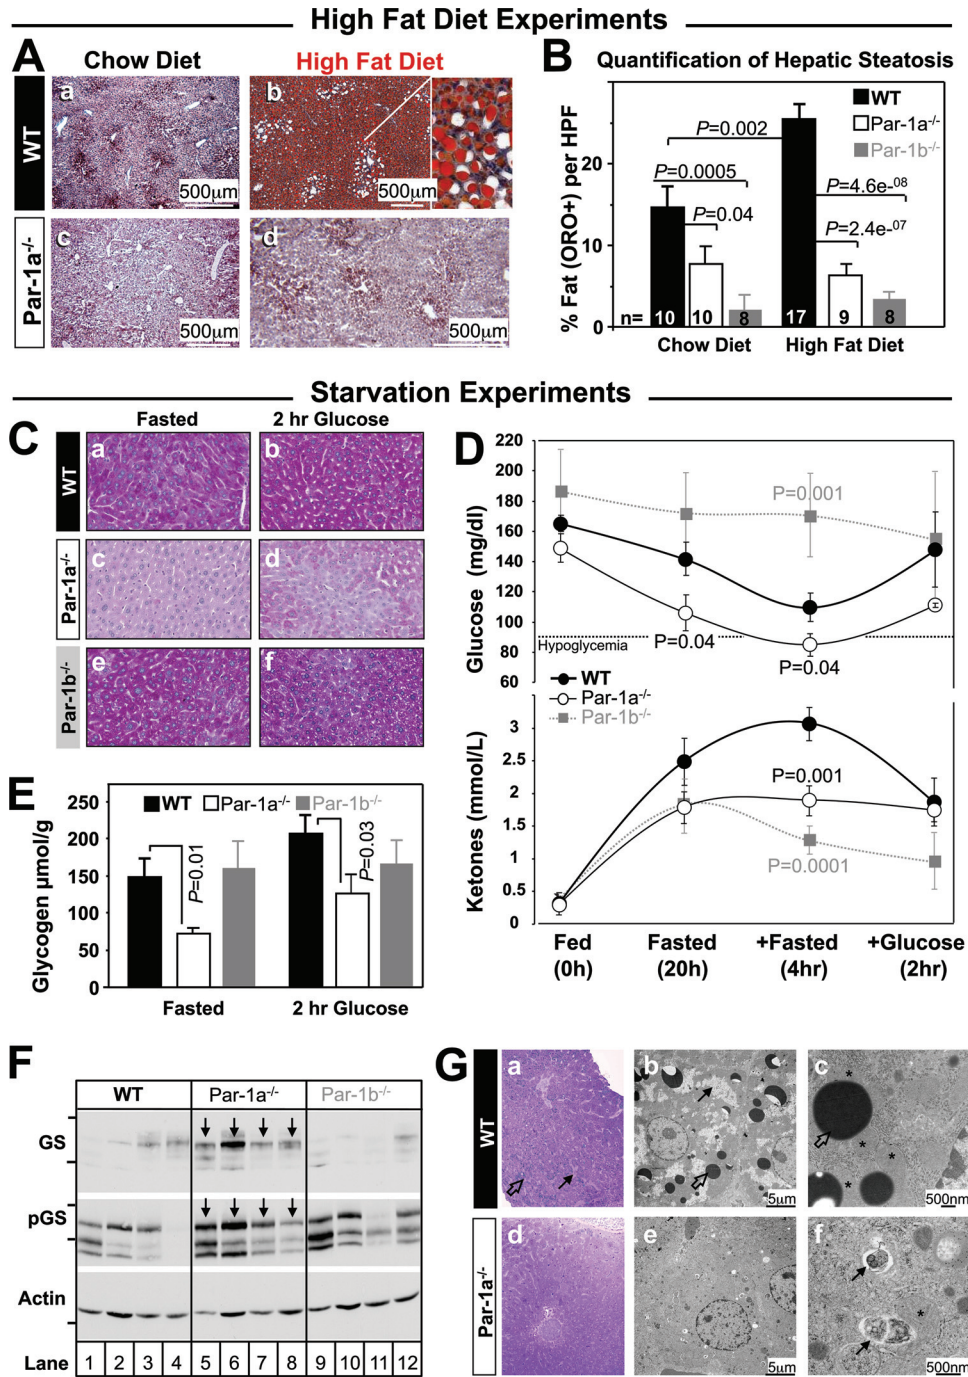 High Fat Diet Experiments
A
Chow Diet
High Fat Diet
WT
a
500µm
b
500µm
Par-1a-/-
c
500µm
d
500µm
B
Quantification of Hepatic Steatosis
% Fat (ORO+) per HPF
20
10
0
WT
Par-1a-/-
Par-1b-/-
P=0.002
P=0.0005
P=0.04
P=4.6e-08
P=2.4e-07
n= 10 10 8 17 9 8
Chow Diet High Fat Diet
Starvation Experiments
C
Fasted
2 hr Glucose
WT
a
b
Par-1a-/-
c
d
Par-1b-/-
e
f
D
Glucose (mg/dl)
220
200
180
160
140
120
100
80
60
P=0.001
Hypoglycemia
P=0.04
P=0.04
WT
Par-1a-/-
Par-1b-/-
Ketones (mmol/L)
3
2.5
2
1.5
1
0.5
0
P=0.001
P=0.0001
Fed (0h)
Fasted (20h)
+Fasted (4hr)
+Glucose (2hr)
E
Glycogen µmol/g
250
200
150
100
50
0
WT Par-1a-/- Par-1b-/-
P=0.01
P=0.03
Fasted 2 hr Glucose
F
WT Par-1a-/- Par-1b-/-
GS
pGS
Actin
Lane 1 2 3 4 5 6 7 8 9 10 11 12
G
WT
a
b
5µm
c
* * * * *
500nm
Par-1a-/-
d
e
5µm
f
*
500nm